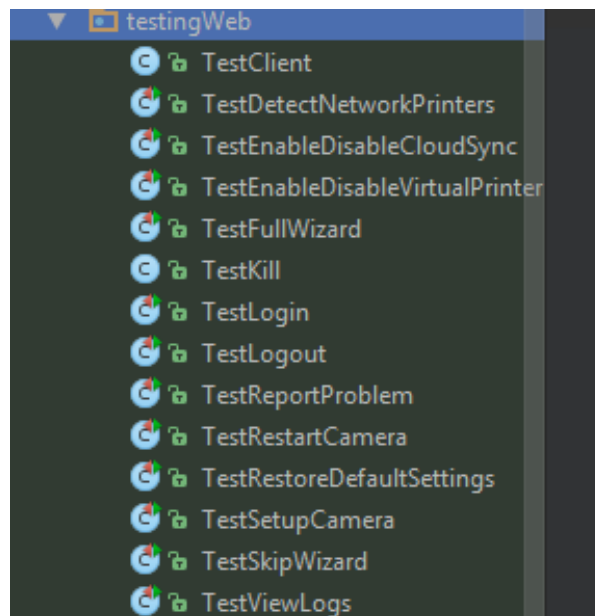 testingWeb
TestClient
TestDetectNetworkPrinters
TestEnableDisableCloudSync
TestEnableDisableVirtualPrinter
TestFullWizard
TestKill
TestLogin
TestLogout
TestReportProblem
TestRestartCamera
TestRestoreDefaultSettings
TestSetupCamera
TestSkipWizard
TestViewLogs